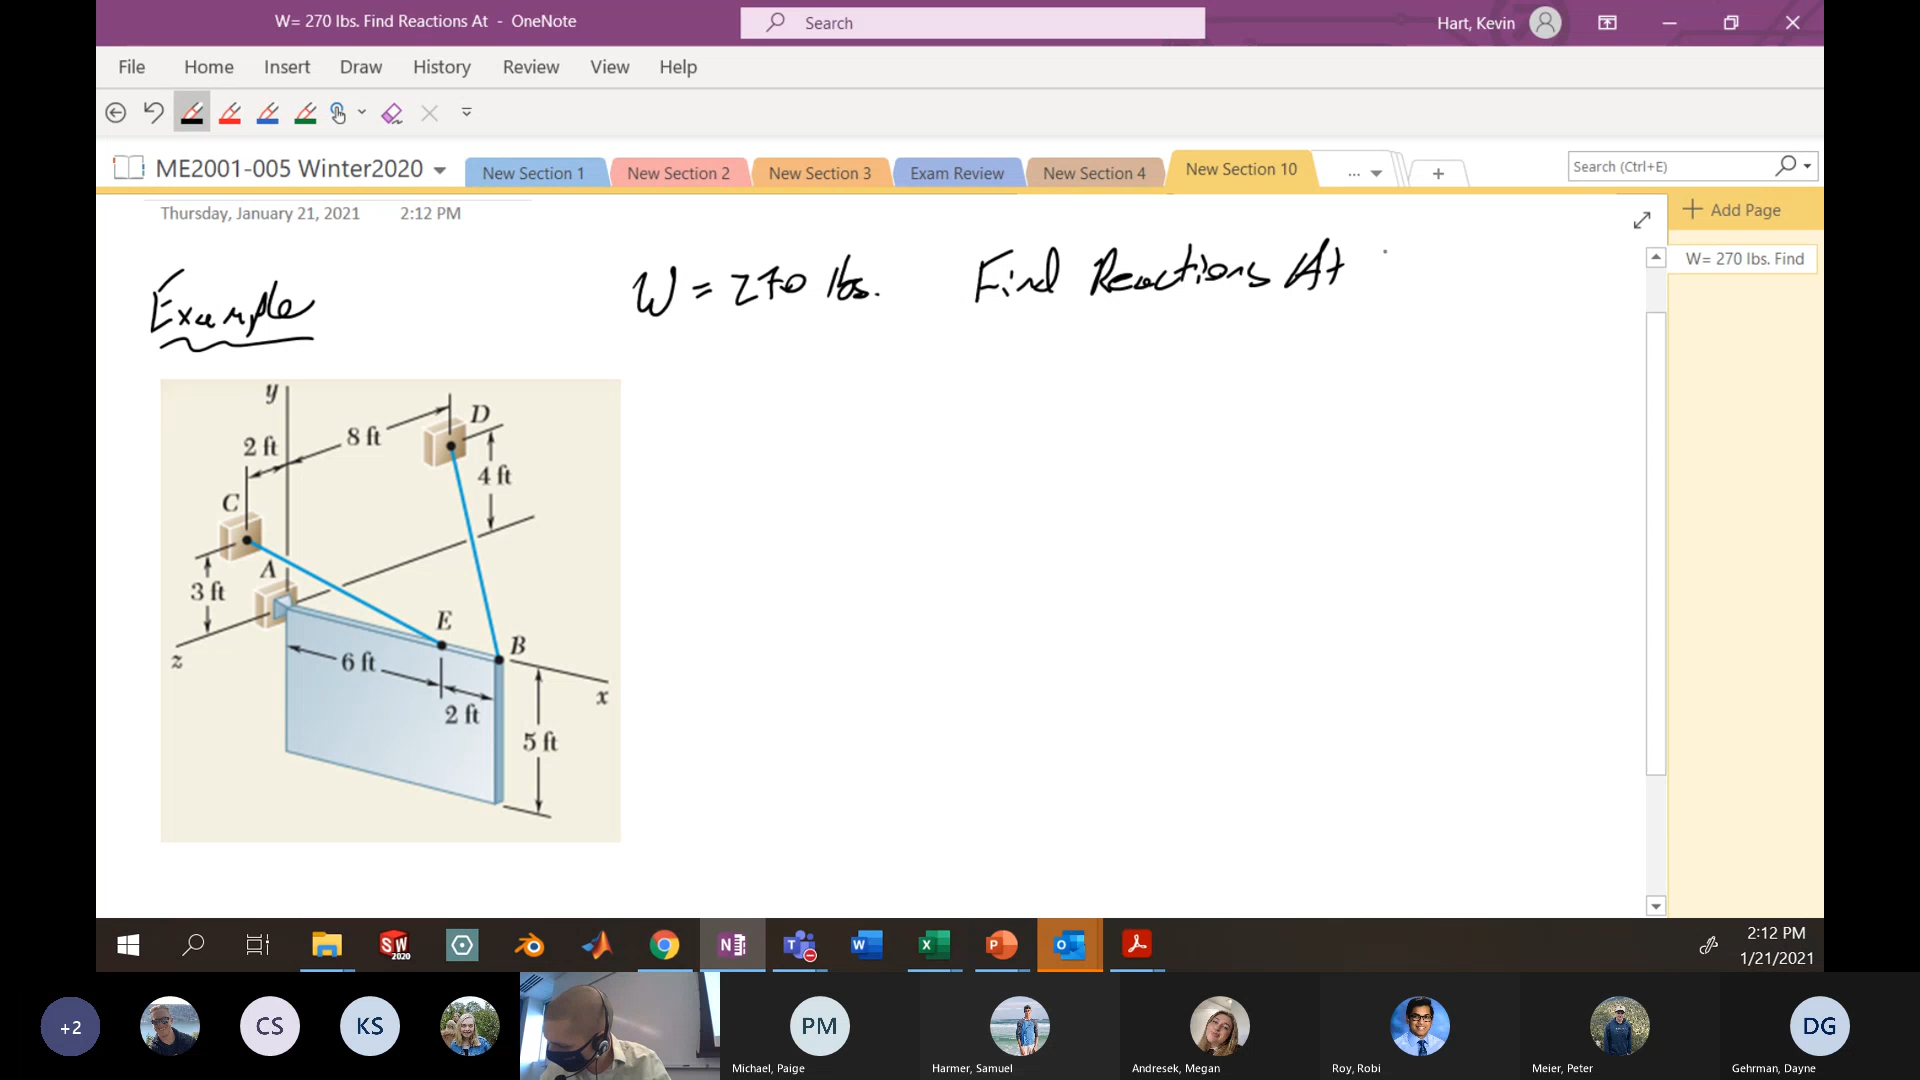 W= 270 lbs. Find Reactions At - OneNote
Search
Hart, Kevin
File Home Insert Draw History Review View Help
ME2001-005 Winter2020
New Section 1
New Section 2
New Section 3
Exam Review
New Section 4
New Section 10
...
Search (Ctrl+E)
Thursday, January 21, 2021 2:12 PM
Add Page
W= 270 lbs. Find
Example
W = 270 lbs. Find Reactions At
y
D
2 ft
8 ft
4 ft
C
A
3 ft
E
B
z
6 ft
x
2 ft
5 ft
SW
2020
N
T
W
X
P
O
2:12 PM
1/21/2021
+2
CS
KS
PM
DG
Michael, Paige
Harmer, Samuel
Andresek, Megan
Roy, Robi
Meier, Peter
Gehrman, Dayne